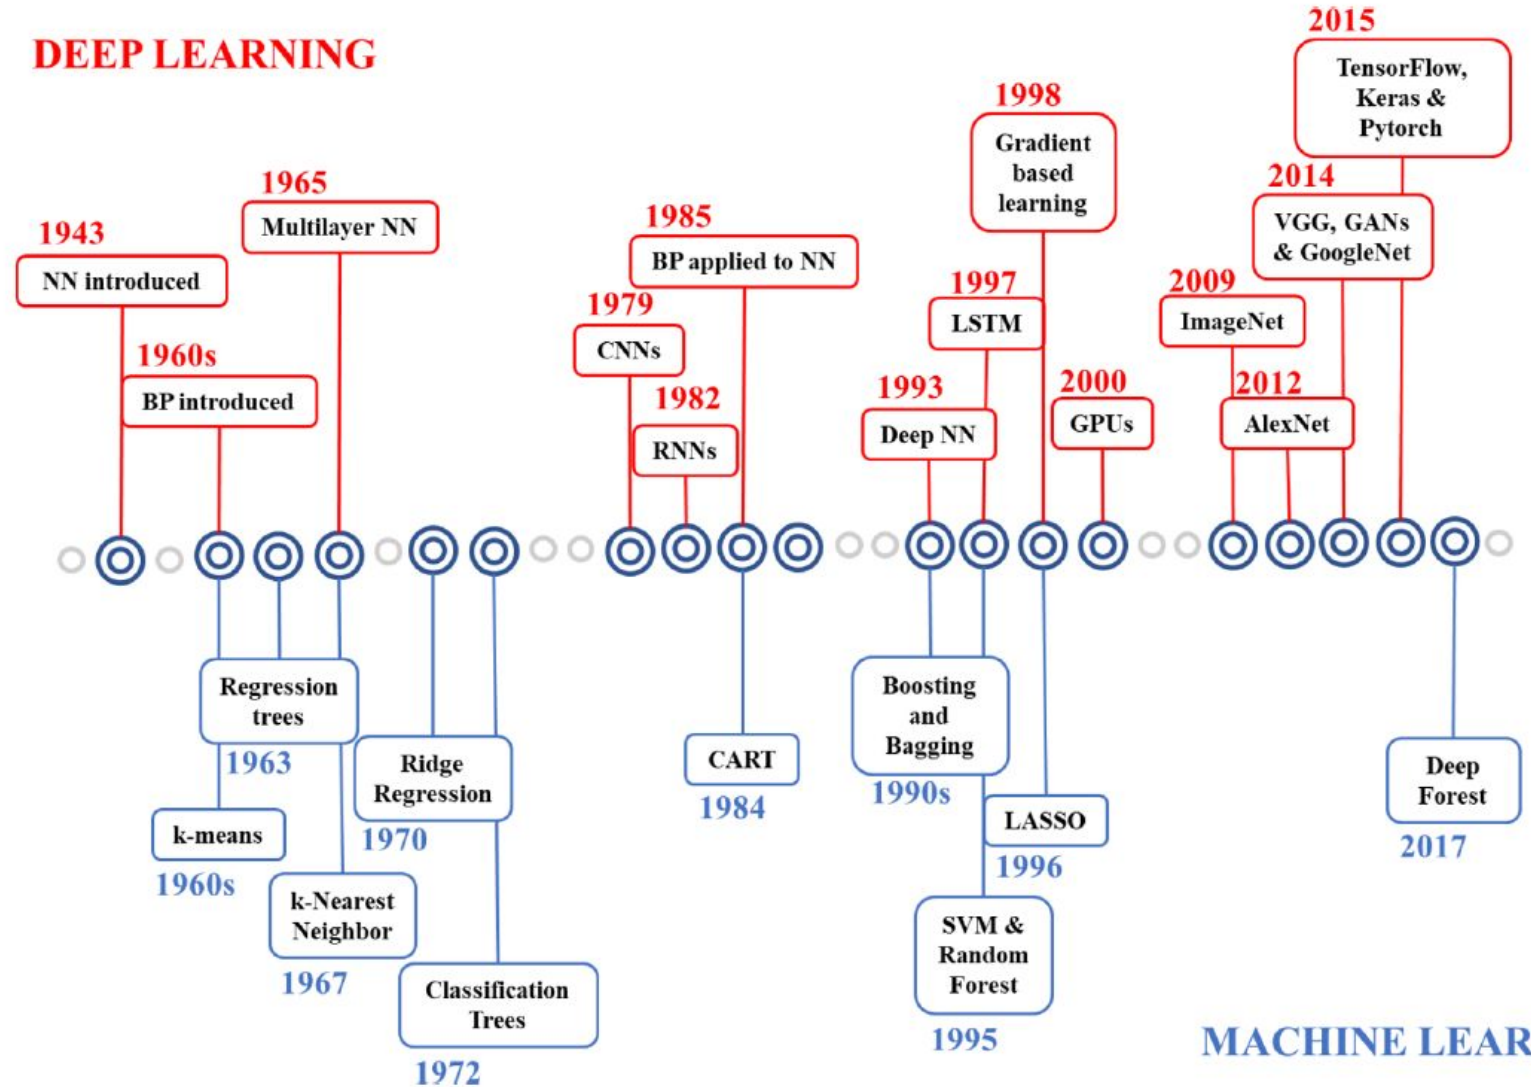 DEEP LEARNING
1943
NN introduced
1960s
BP introduced
1965
Multilayer NN
1979
CNNs
1982
RNNs
1985
BP applied to NN
1993
Deep NN
1997
LSTM
1998
Gradient
based
learning
2000
GPUs
2009
ImageNet
2012
AlexNet
2014
VGG, GANs
& GoogleNet
2015
TensorFlow,
Keras &
Pytorch
Regression
trees
1963
k-means
1960s
k-Nearest
Neighbor
1967
Ridge
Regression
1970
Classification
Trees
1972
CART
1984
Boosting
and
Bagging
1990s
LASSO
1996
SVM &
Random
Forest
1995
Deep
Forest
2017
MACHINE LEAR